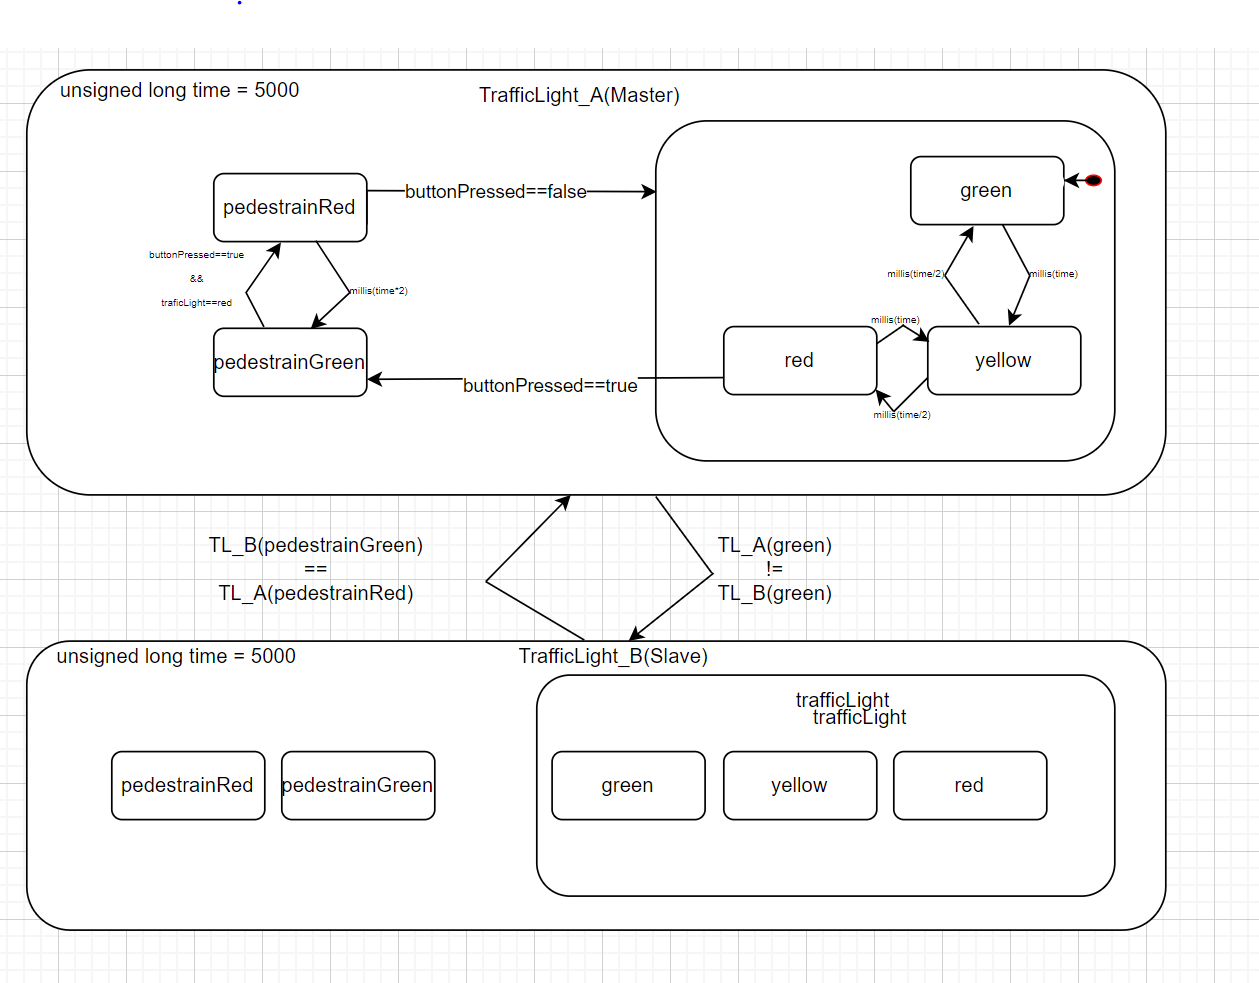 unsigned long time = 5000
TrafficLight_A(Master)
pedestrainRed
buttonPressed==false
green
buttonPressed==true
&&
traficLight==red
millis(time*2)
millis(time/2)
millis(time)
millis(time)
pedestrainGreen
buttonPressed==true
red
yellow
millis(time/2)
TL_B(pedestrainGreen)
==
TL_A(pedestrainRed)
TL_A(green)
!=
TL_B(green)
unsigned long time = 5000
TrafficLight_B(Slave)
trafficLight
trafficLight
pedestrainRed
pedestrainGreen
green
yellow
red